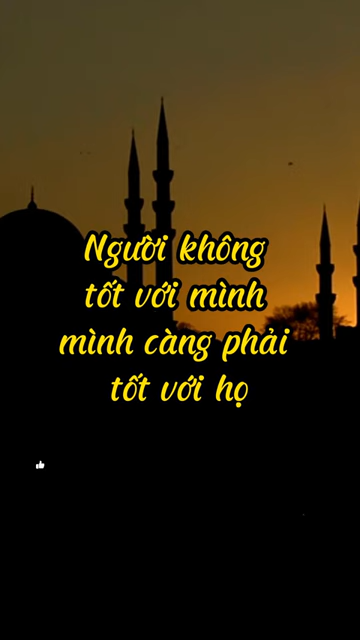 Người không
tốt với mình
mình càng phải
tốt với họ